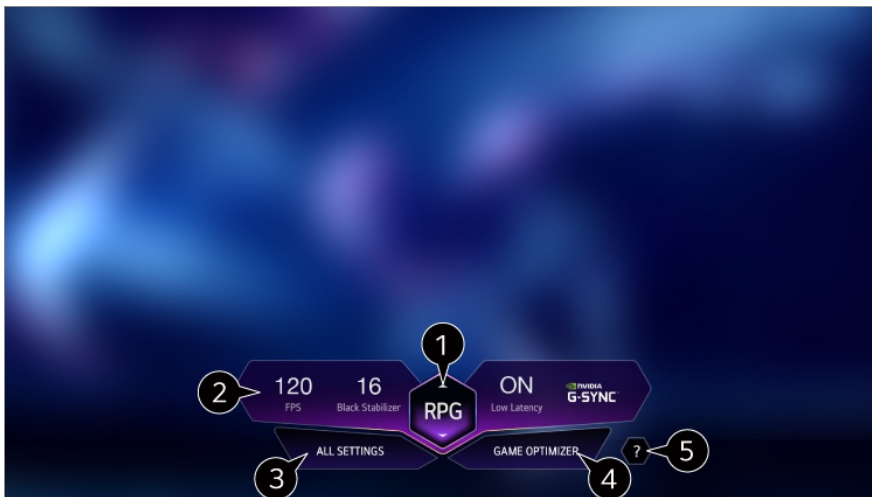 1
2
120
FPS
16
Black Stabilizer
RPG
ON
Low Latency
NVIDIA
G-SYNC
ALL SETTINGS
GAME OPTIMIZER
?
3
4
5